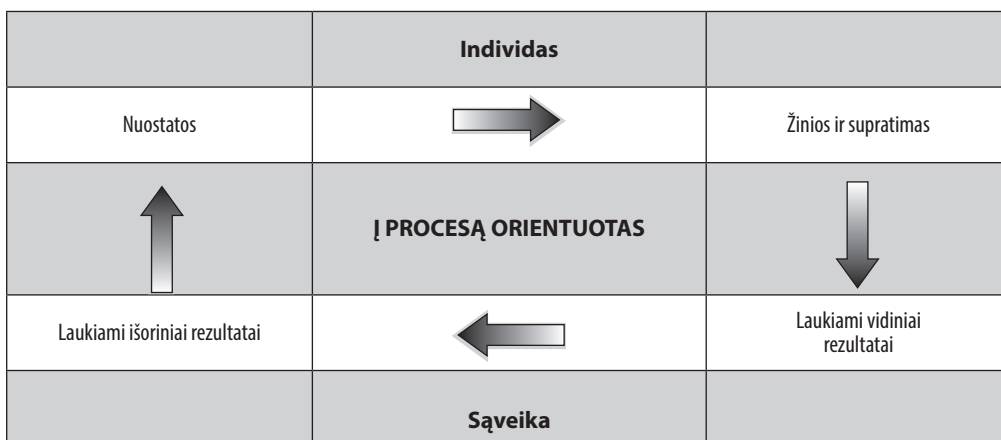 Individas
Nuostatos
Žinios ir supratimas
Į PROCESĄ ORIENTUOTAS
Laukiami išoriniai rezultatai
Laukiami vidiniai
rezultatai
Sąveika